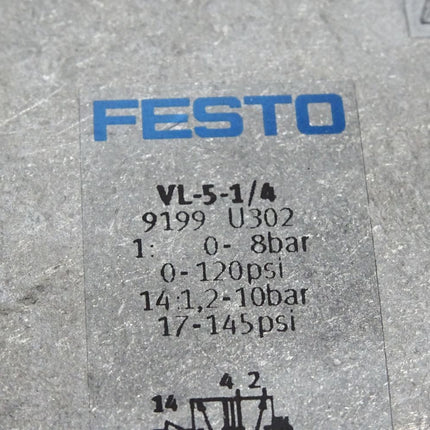 FESTO
VL-5-1/4
9199 U302
1: 0- 8bar
0-120psi
14:1,2-10bar
17-145psi
4 2
14